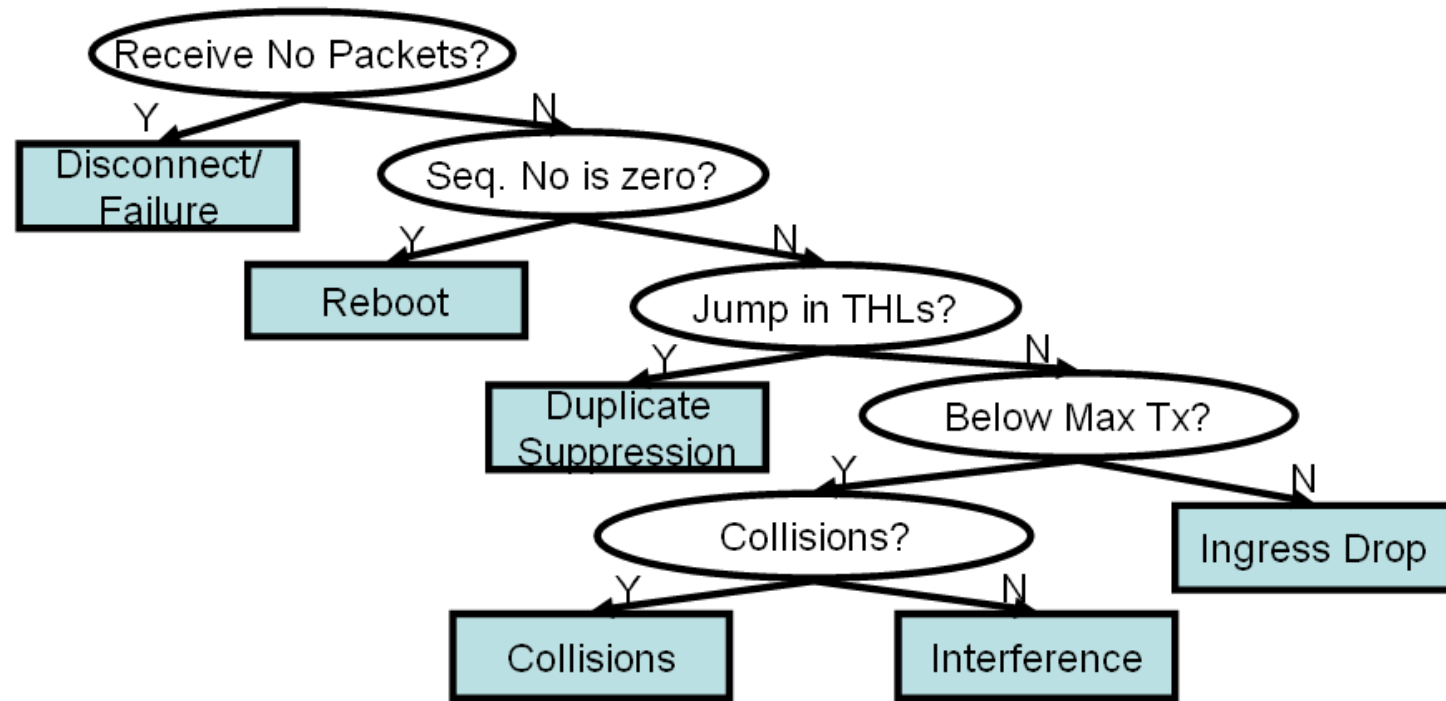 Receive No Packets?
Y
N
Disconnect/
Failure
Seq. No is zero?
Y
N
Reboot
Jump in THLs?
Y
N
Duplicate
Suppression
Below Max Tx?
Y
N
Collisions?
Ingress Drop
Y
N
Collisions
Interference